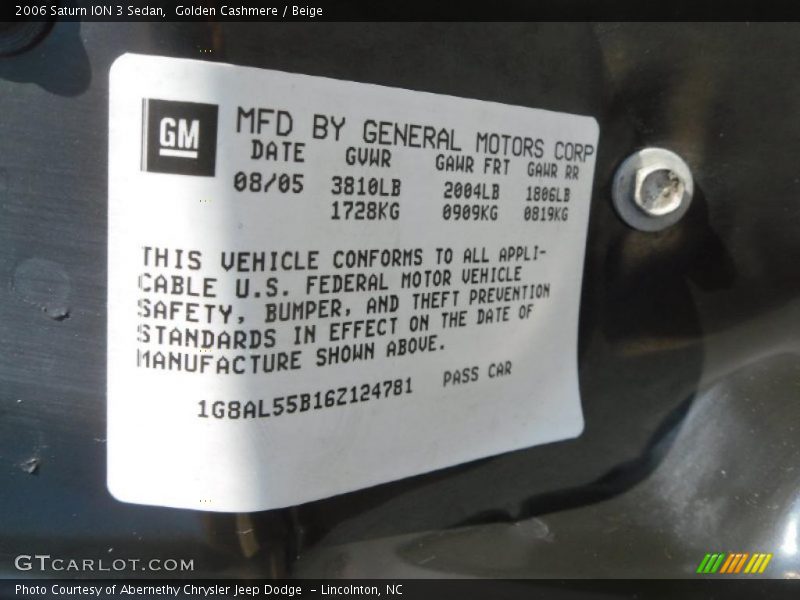 2006 Saturn ION 3 Sedan,  Golden Cashmere / Beige
GM
MFD BY GENERAL MOTORS CORP
DATE GVWR GAWR FRT GAWR RR
08/05 3810LB 2004LB 1806LB
1728KG 0909KG 0819KG
THIS VEHICLE CONFORMS TO ALL APPLI-
CABLE U.S. FEDERAL MOTOR VEHICLE
SAFETY, BUMPER, AND THEFT PREVENTION
STANDARDS IN EFFECT ON THE DATE OF
MANUFACTURE SHOWN ABOVE.
1G8AL55B16Z124781 PASS CAR
GTCARLOT.COM
Photo Courtesy of Abernethy Chrysler Jeep Dodge  - Lincolnton, NC